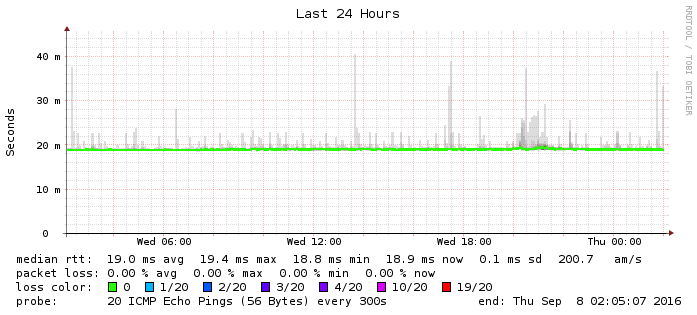 Last 24 Hours
RRDTOOL / TOBI OETIKER
Seconds
40 m
30 m
20 m
10 m
0
Wed 06:00 Wed 12:00 Wed 18:00 Thu 00:00
median rtt: 19.0 ms avg 19.4 ms max 18.8 ms min 18.9 ms now 0.1 ms sd 200.7 am/s
packet loss: 0.00 % avg 0.00 % max 0.00 % min 0.00 % now
loss color: 0 1/20 2/20 3/20 4/20 10/20 19/20
probe: 20 ICMP Echo Pings (56 Bytes) every 300s end: Thu Sep 8 02:05:07 2016